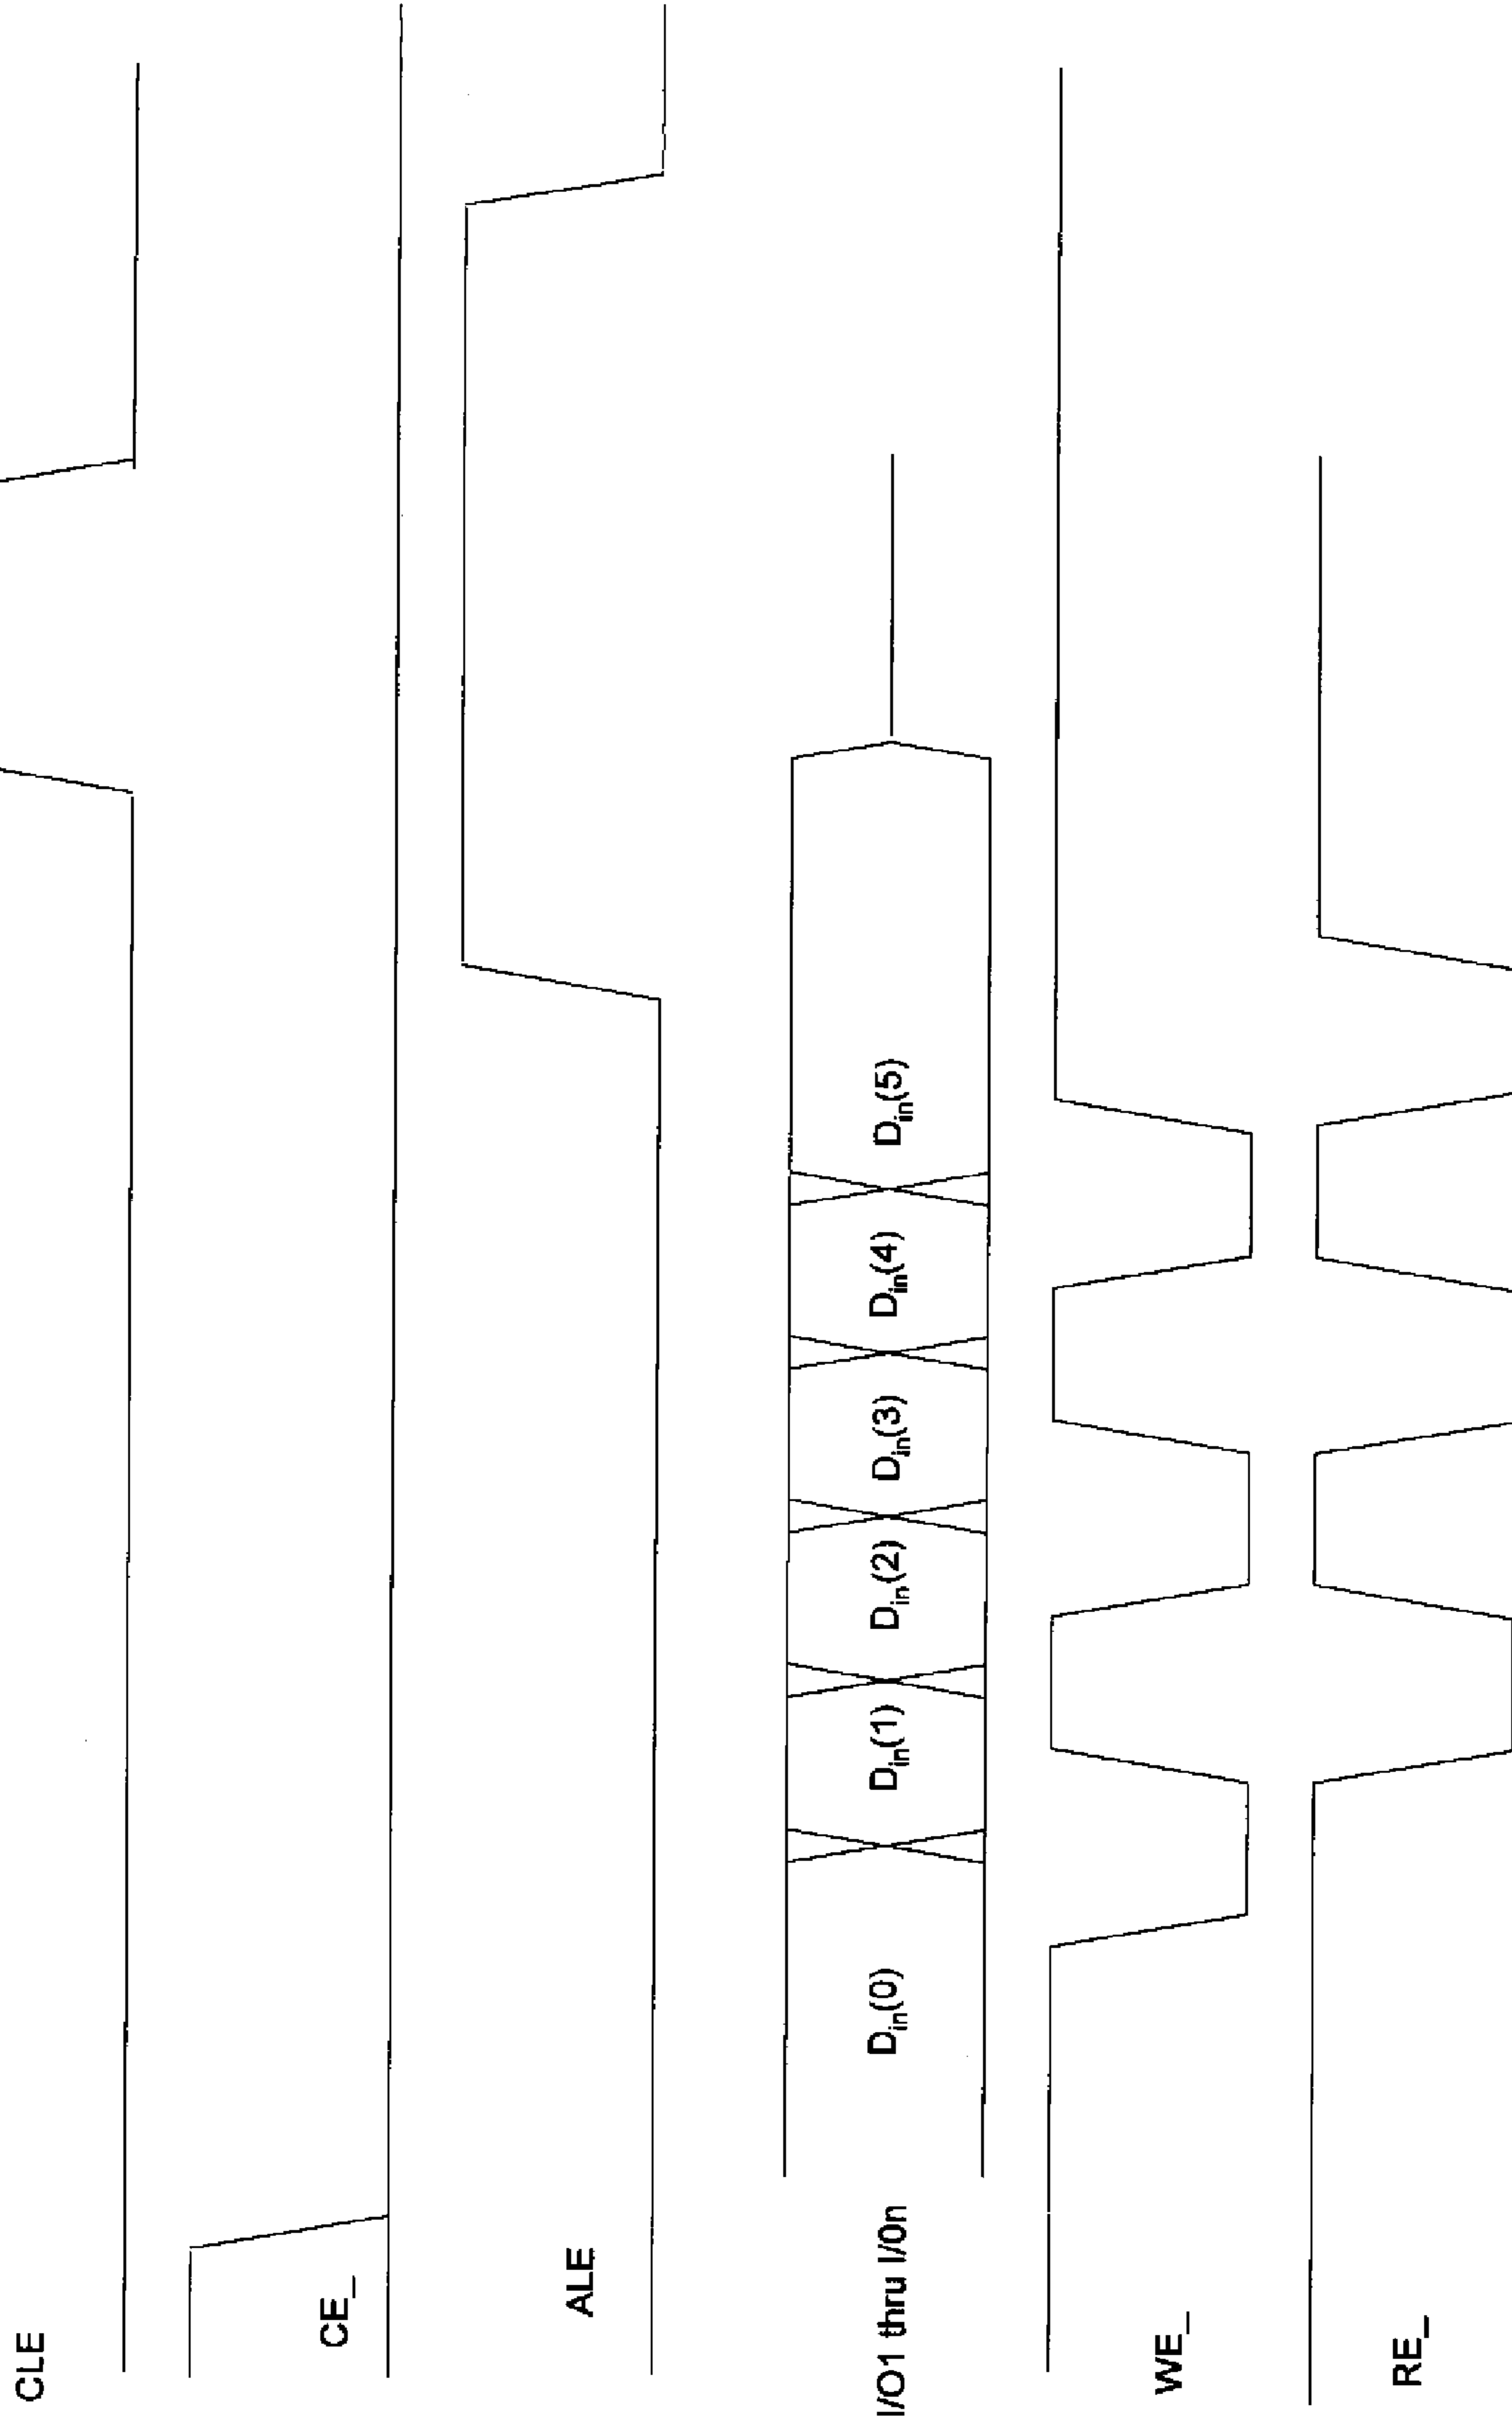 CLE
CE_
ALE
I/O1 thru I/0n
Din(0)
Din(1)
Din(2)
Din(3)
Din(4)
Din(5)
WE_
RE_